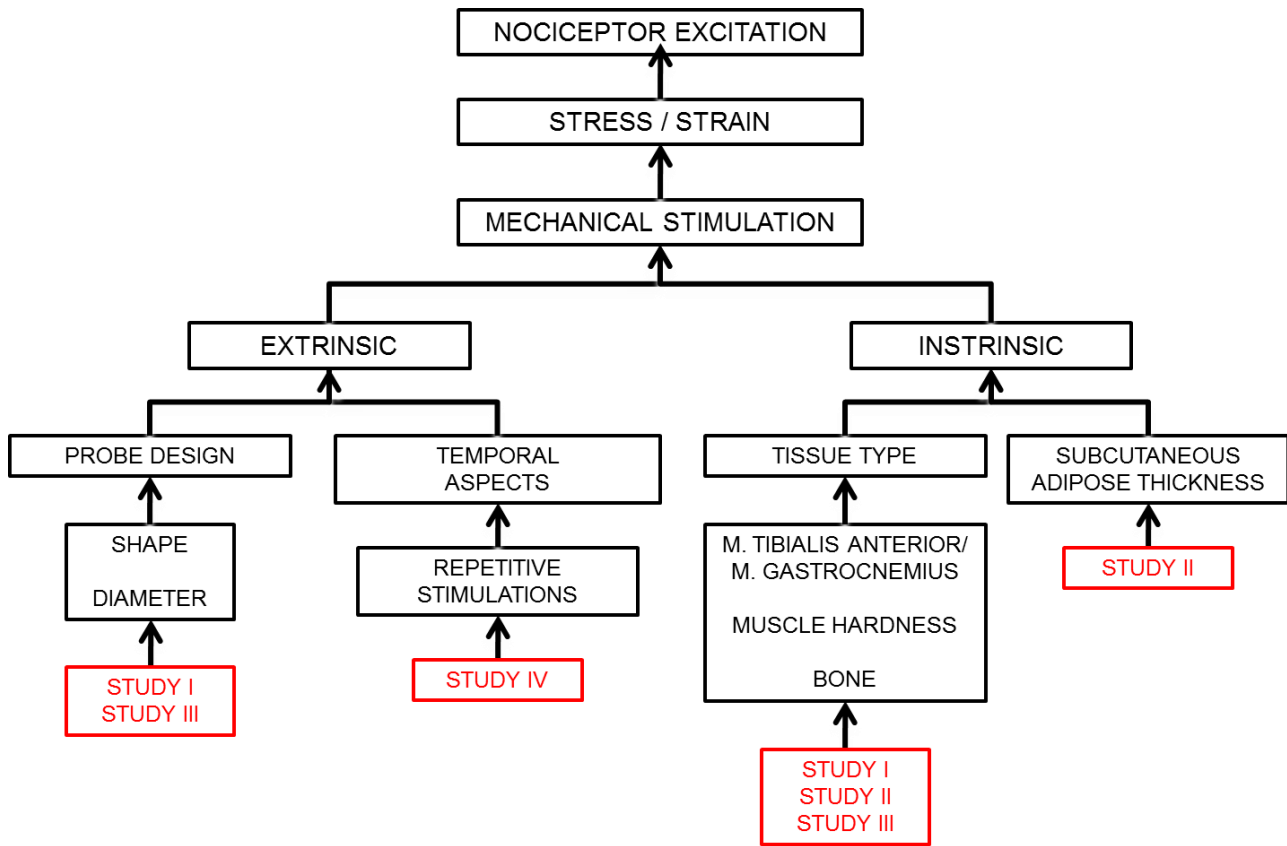 NOCICEPTOR EXCITATION
STRESS / STRAIN
MECHANICAL STIMULATION
EXTRINSIC
INSTRINSIC
PROBE DESIGN
TEMPORAL
ASPECTS
TISSUE TYPE
SUBCUTANEOUS
ADIPOSE THICKNESS
SHAPE
DIAMETER
REPETITIVE
STIMULATIONS
M. TIBIALIS ANTERIOR/
M. GASTROCNEMIUS
MUSCLE HARDNESS
BONE
STUDY II
STUDY I
STUDY III
STUDY IV
STUDY I
STUDY II
STUDY III